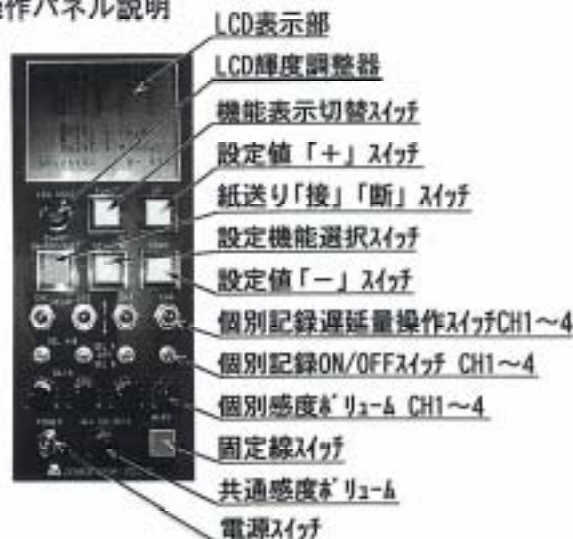 操作パネル説明
LCD表示部
LCD輝度調整器
機能表示切替ｽｲｯﾁ
設定値「＋」ｽｲｯﾁ
紙送り「接」「断」ｽｲｯﾁ
設定機能選択ｽｲｯﾁ
設定値「－」ｽｲｯﾁ
個別記録遅延量操作ｽｲｯﾁCH1～4
個別記録ON/OFFｽｲｯﾁ CH1～4
個別感度ﾎﾞﾘｭｰﾑ CH1～4
固定線ｽｲｯﾁ
共通感度ﾎﾞﾘｭｰﾑ
電源ｽｲｯﾁ
POWER